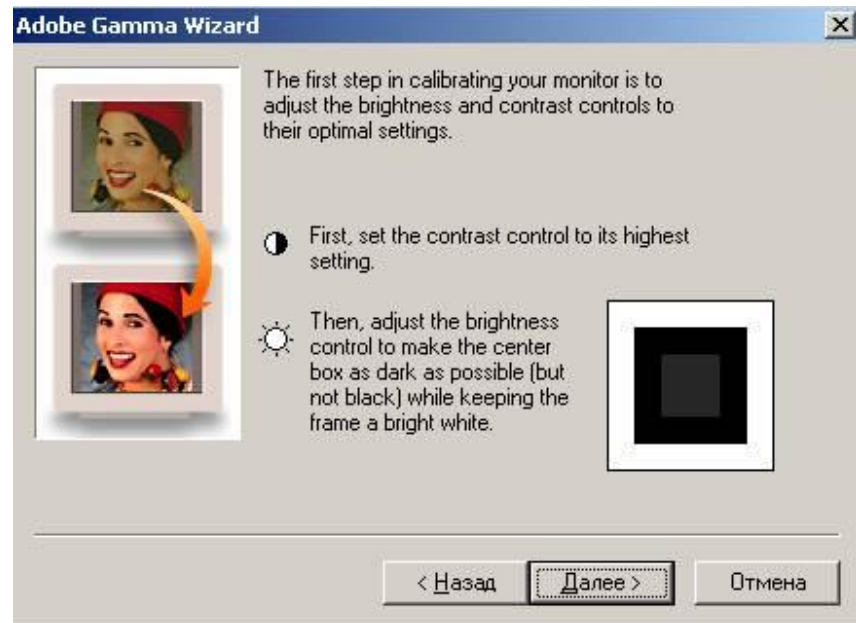 Adobe Gamma Wizard
The first step in calibrating your monitor is to
adjust the brightness and contrast controls to
their optimal settings.
First, set the contrast control to its highest
setting.
Then, adjust the brightness
control to make the center
box as dark as possible (but
not black) while keeping the
frame a bright white.
< Назад
Далее >
Отмена